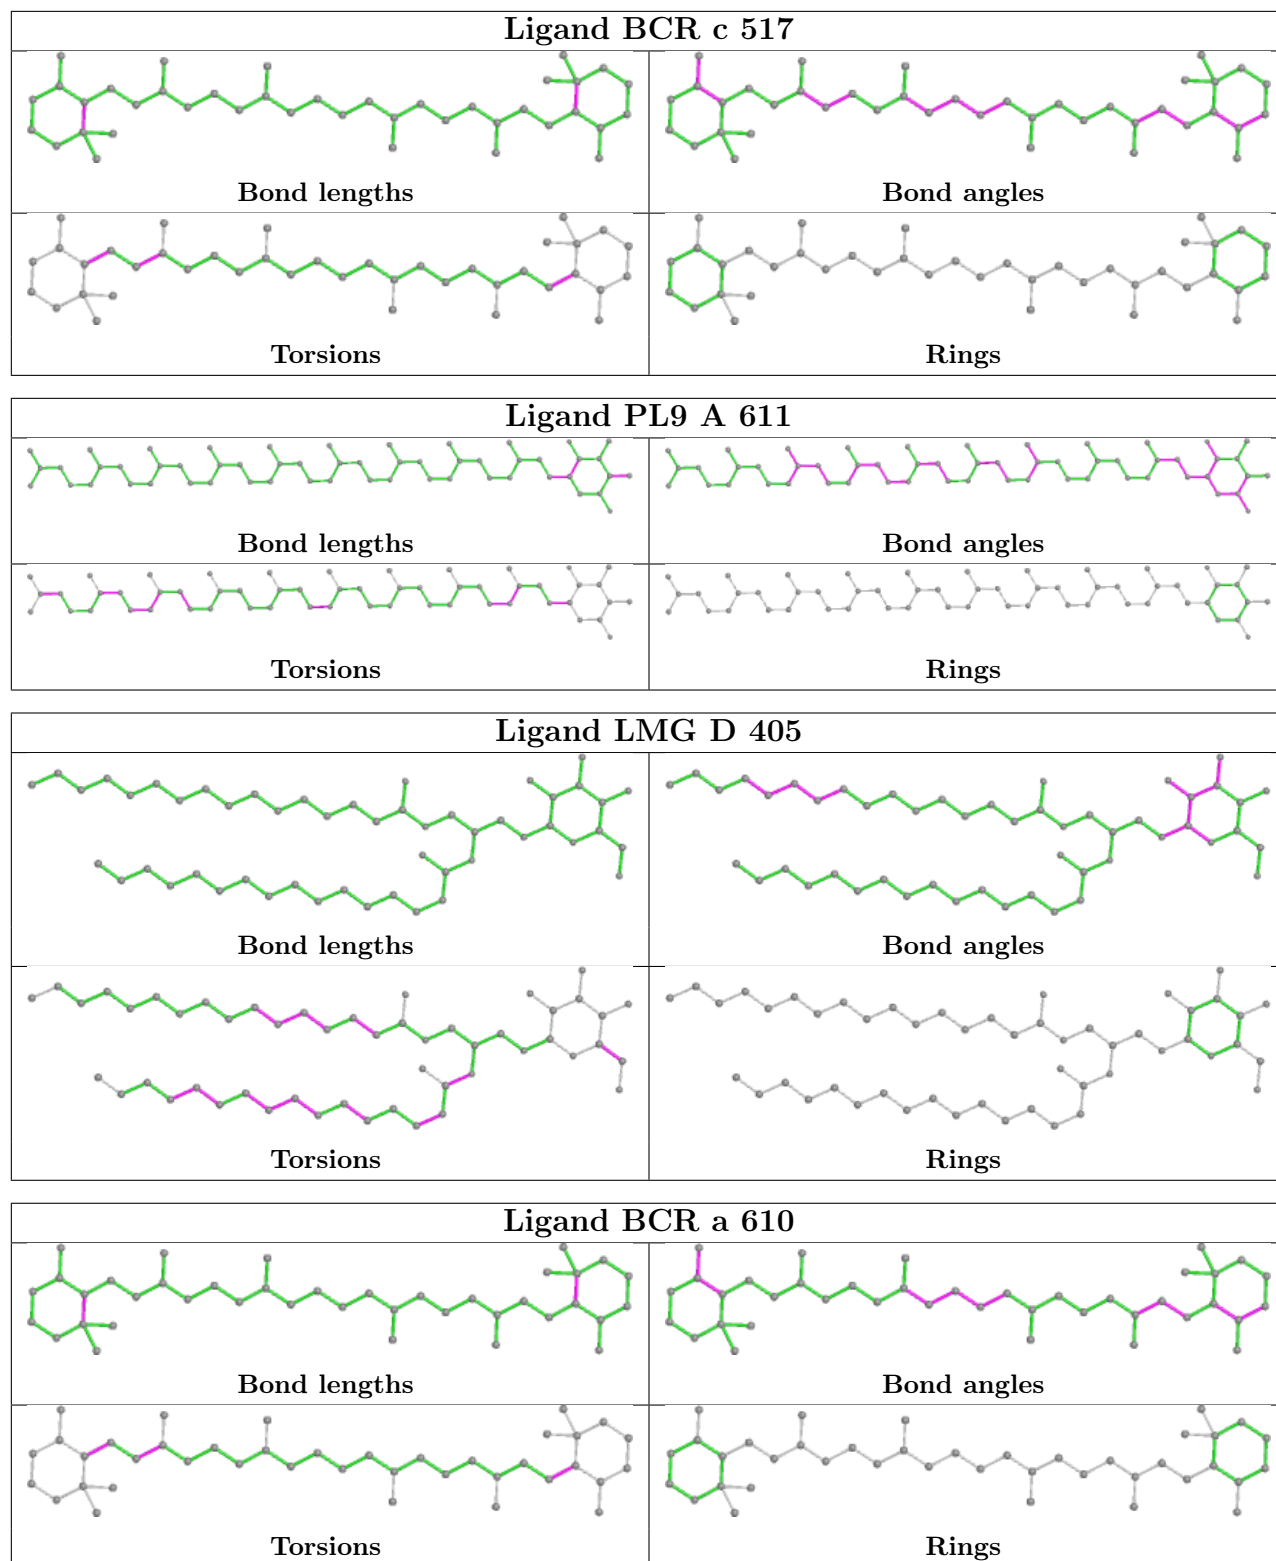 Ligand BCR c 517
Bond lengths
Bond angles
Torsions
Rings
Ligand PL9 A 611
Bond lengths
Bond angles
Torsions
Rings
Ligand LMG D 405
Bond lengths
Bond angles
Torsions
Rings
Ligand BCR a 610
Bond lengths
Bond angles
Torsions
Rings